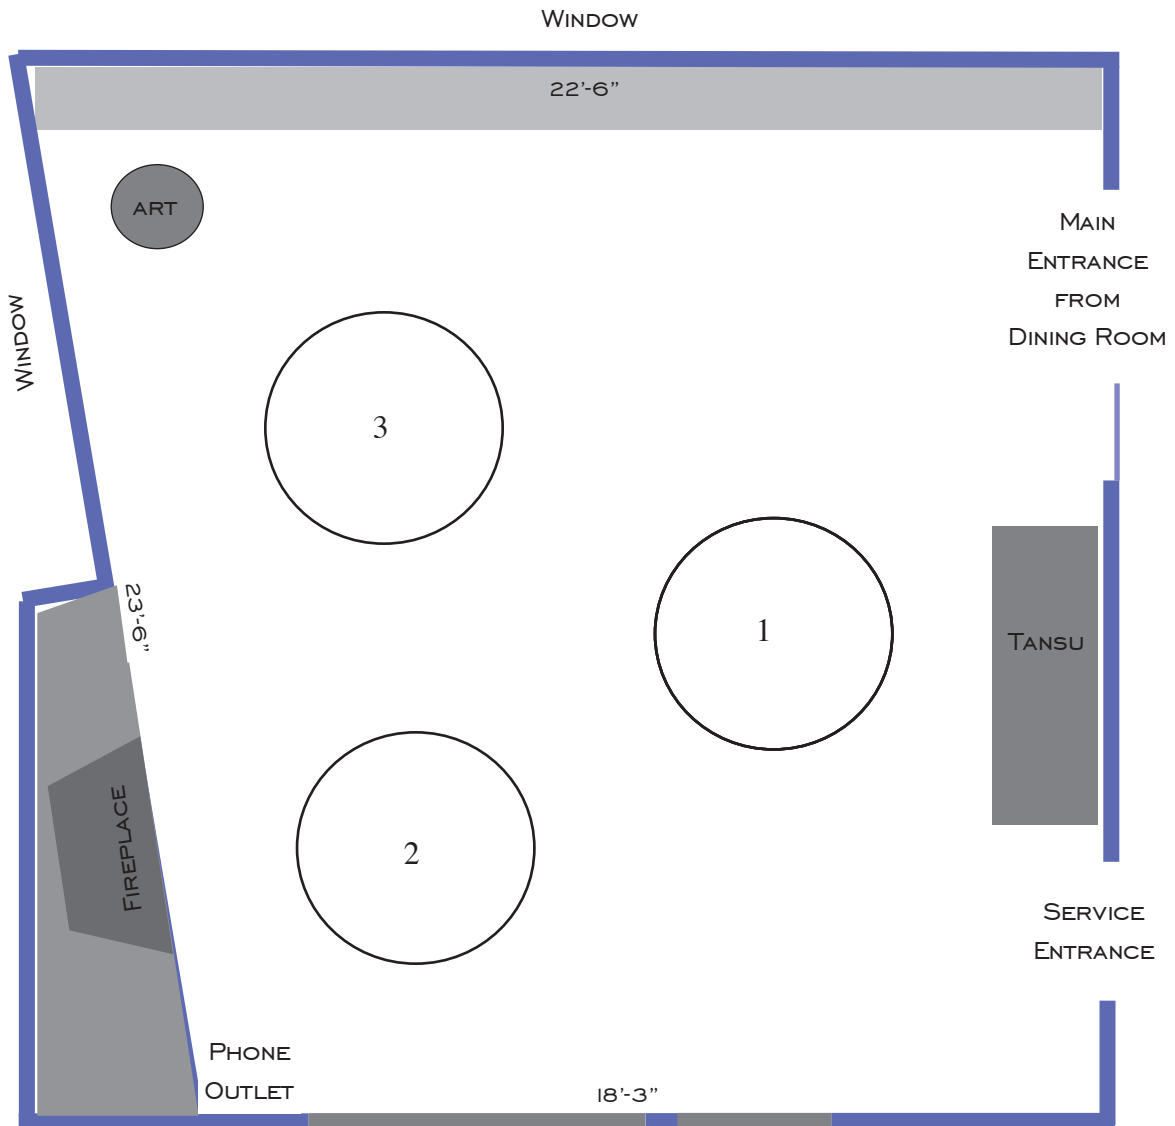 Window
22'-6"
ART
Main
Entrance
from
Dining Room
Window
3
23'-6"
1
Tansu
Fireplace
2
Service
Entrance
Phone
Outlet
18'-3"